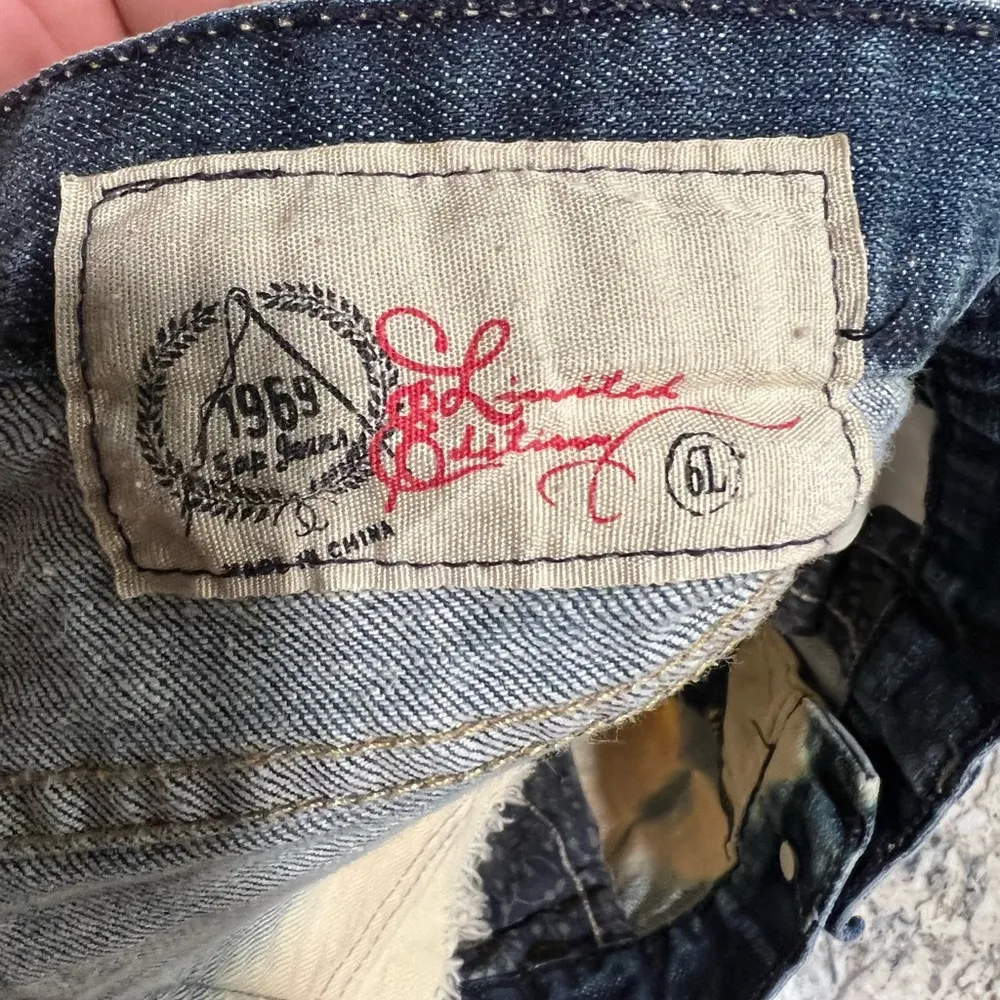 1969
Gap Jeans
Limited
Edition
6L
MADE IN CHINA